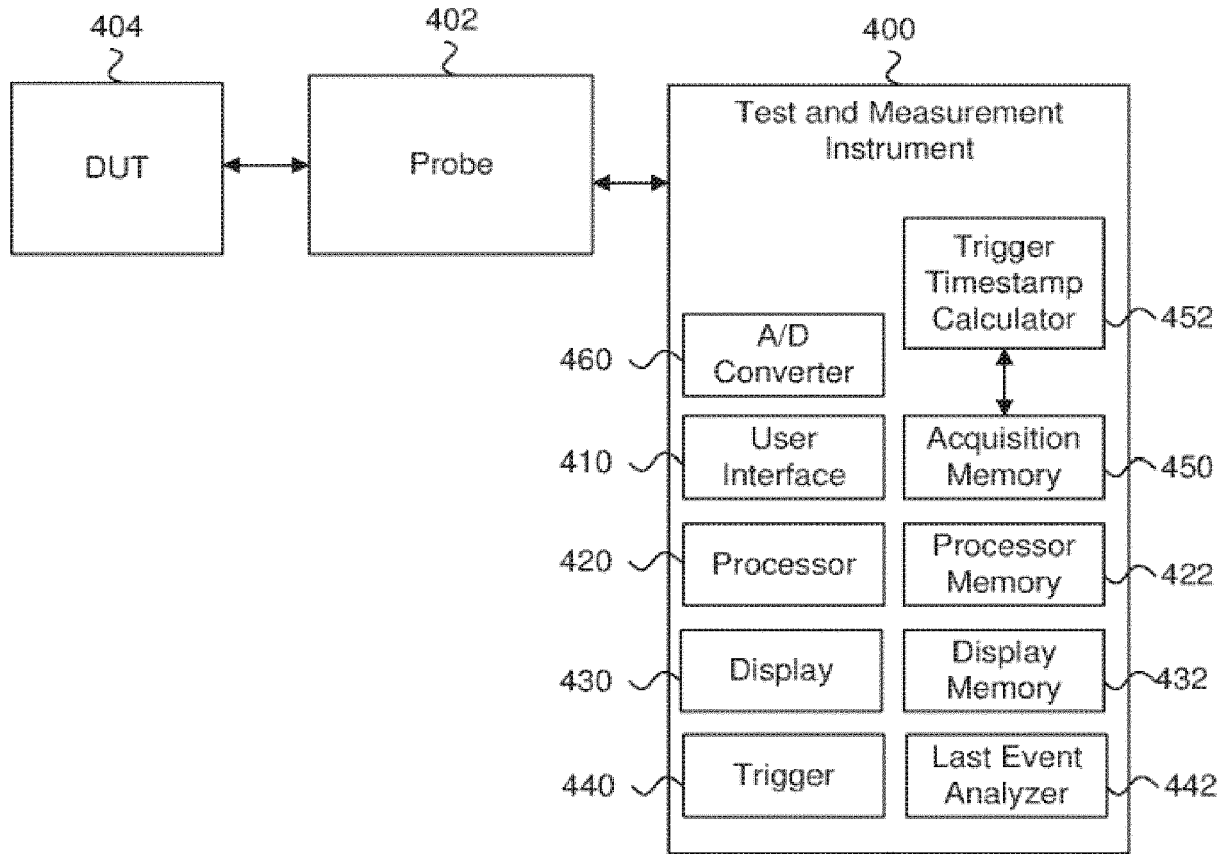 404
402
400
DUT
Probe
Test and Measurement
Instrument
Trigger
Timestamp
Calculator
452
460
A/D
Converter
410
User
Interface
Acquisition
Memory
450
420
Processor
Processor
Memory
422
430
Display
Display
Memory
432
440
Trigger
Last Event
Analyzer
442